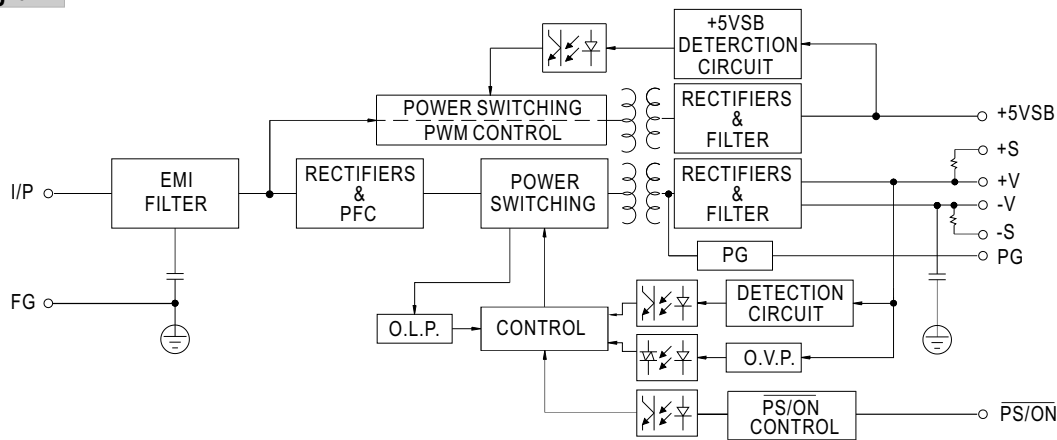 +5VSB
DETERCTION
CIRCUIT
POWER SWITCHING
PWM CONTROL
RECTIFIERS
&
FILTER
+5VSB
I/P
EMI
FILTER
RECTIFIERS
&
PFC
POWER
SWITCHING
RECTIFIERS
&
FILTER
+S
+V
-V
-S
PG
PG
FG
O.L.P.
CONTROL
DETECTION
CIRCUIT
O.V.P.
PS/ON
CONTROL
PS/ON